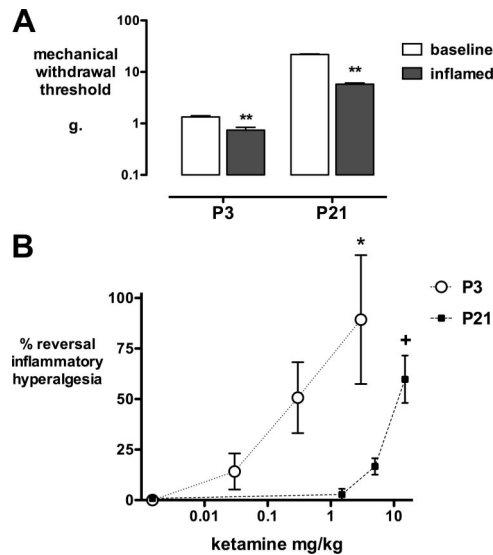 A
mechanical
withdrawal
threshold
g.
10
1
0.1
baseline
inflamed
**
**
P3
P21
B
% reversal
inflammatory
hyperalgesia
100
75
50
25
0
*
+
P3
P21
0.01
0.1
1
10
ketamine mg/kg